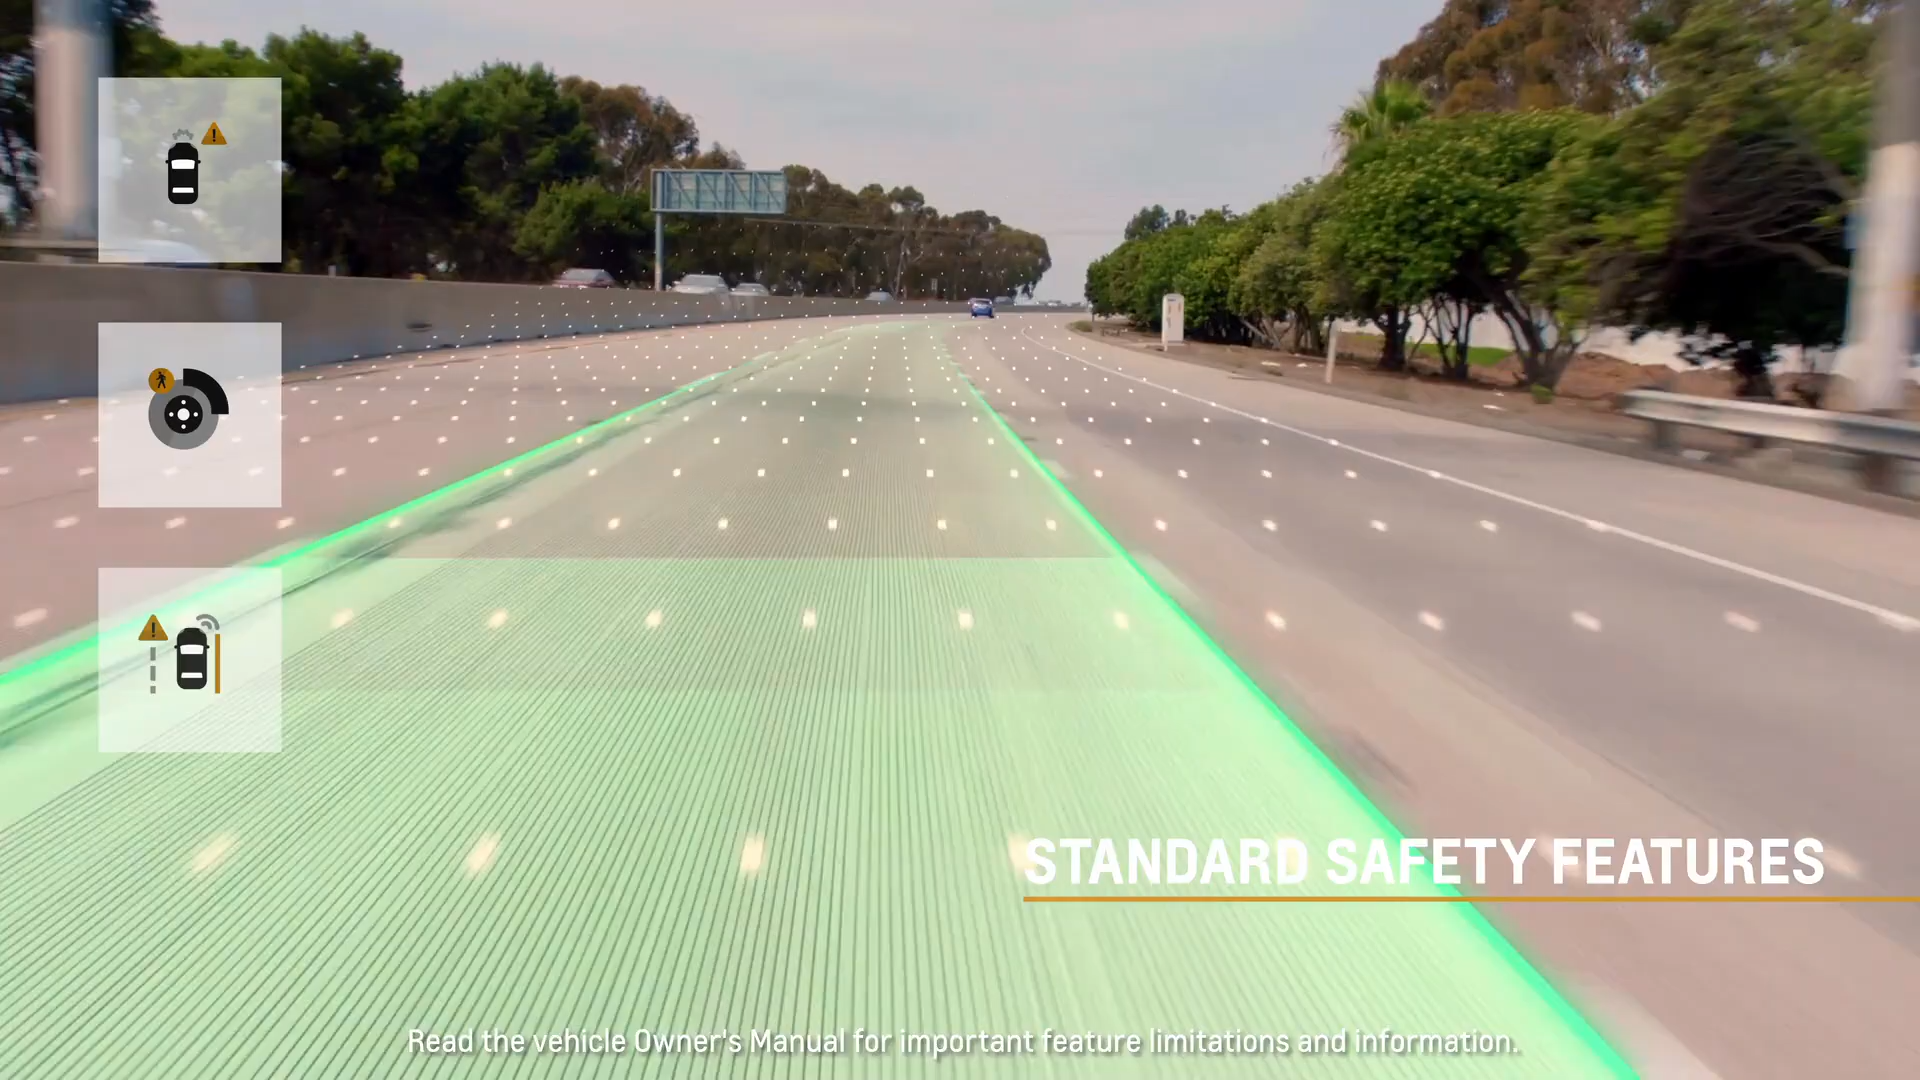 STANDARD SAFETY FEATURES
Read the vehicle Owner's Manual for important feature limitations and information.